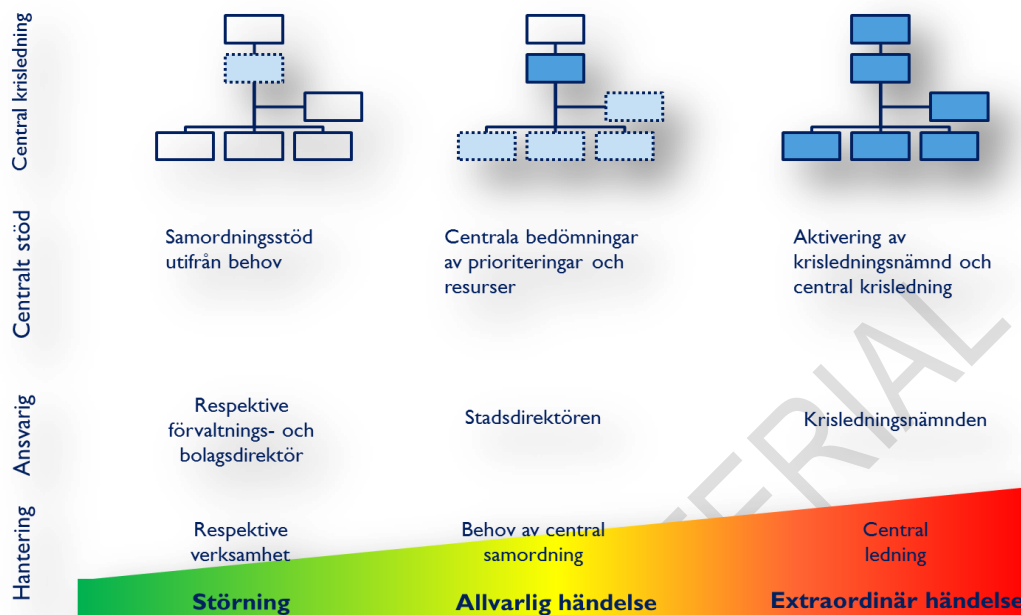 Central krisledning
Centralt stöd
Samordningsstöd
utifrån behov
Centrala bedömningar
av prioriteringar och
resurser
Aktivering av
krisledningsnämnd och
central krisledning
Ansvarig
Respektive
förvaltnings- och
bolagsdirektör
Stadsdirektören
Krisledningsnämnden
Hantering
Respektive
verksamhet
Behov av central
samordning
Central
ledning
Störning
Allvarlig händelse
Extraordinär händelse
TERIAL